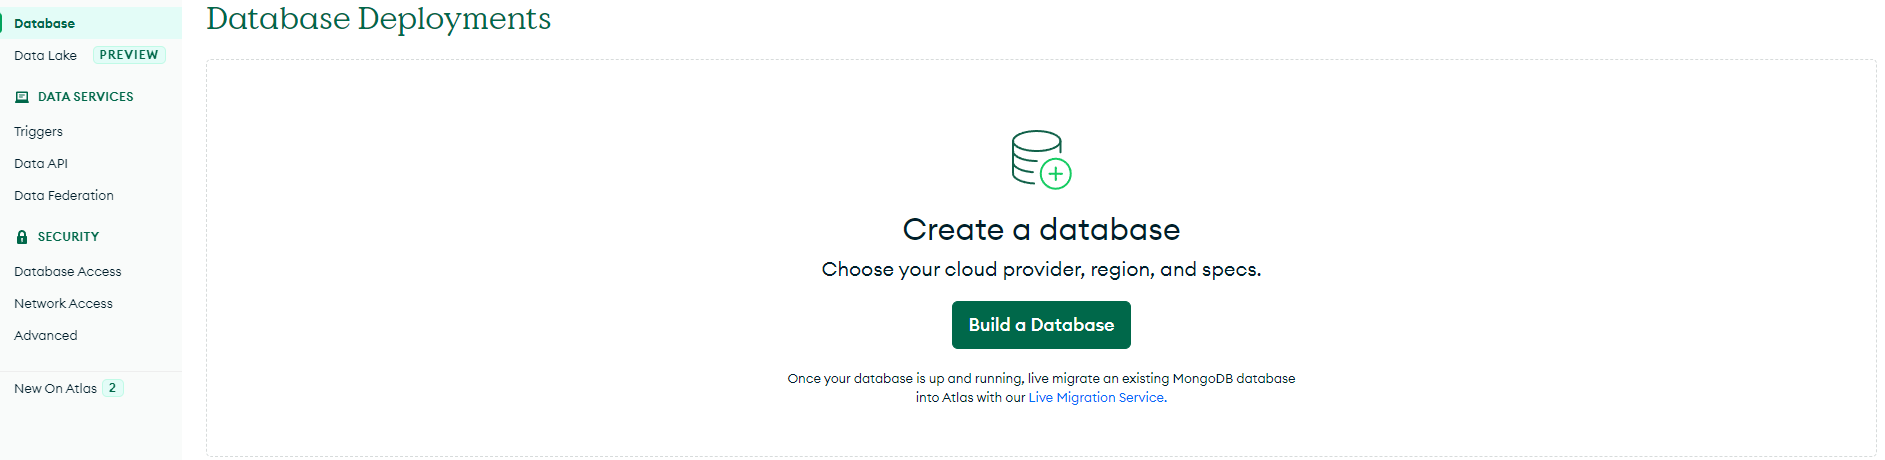 Database
Data Lake PREVIEW
DATA SERVICES
Triggers
Data API
Data Federation
SECURITY
Database Access
Network Access
Advanced
New On Atlas 2
Database Deployments
Create a database
Choose your cloud provider, region, and specs.
Build a Database
Once your database is up and running, live migrate an existing MongoDB database
into Atlas with our Live Migration Service.